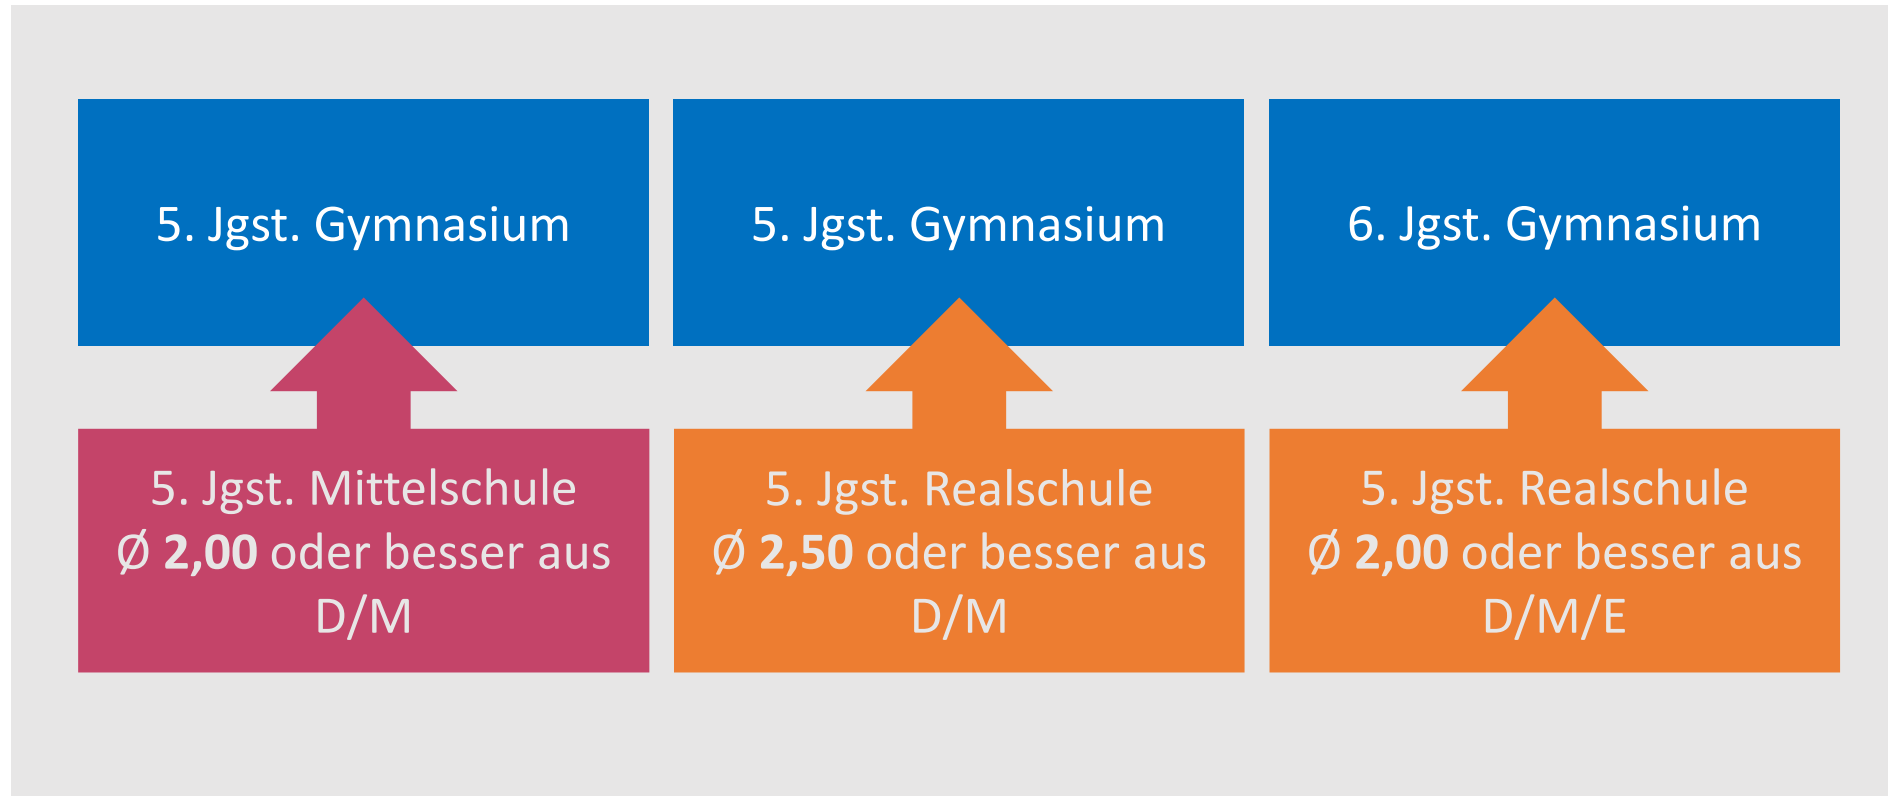 5. Jgst. Gymnasium
5. Jgst. Gymnasium
6. Jgst. Gymnasium
5. Jgst. Mittelschule
Ø 2,00 oder besser aus
D/M
5. Jgst. Realschule
Ø 2,50 oder besser aus
D/M
5. Jgst. Realschule
Ø 2,00 oder besser aus
D/M/E